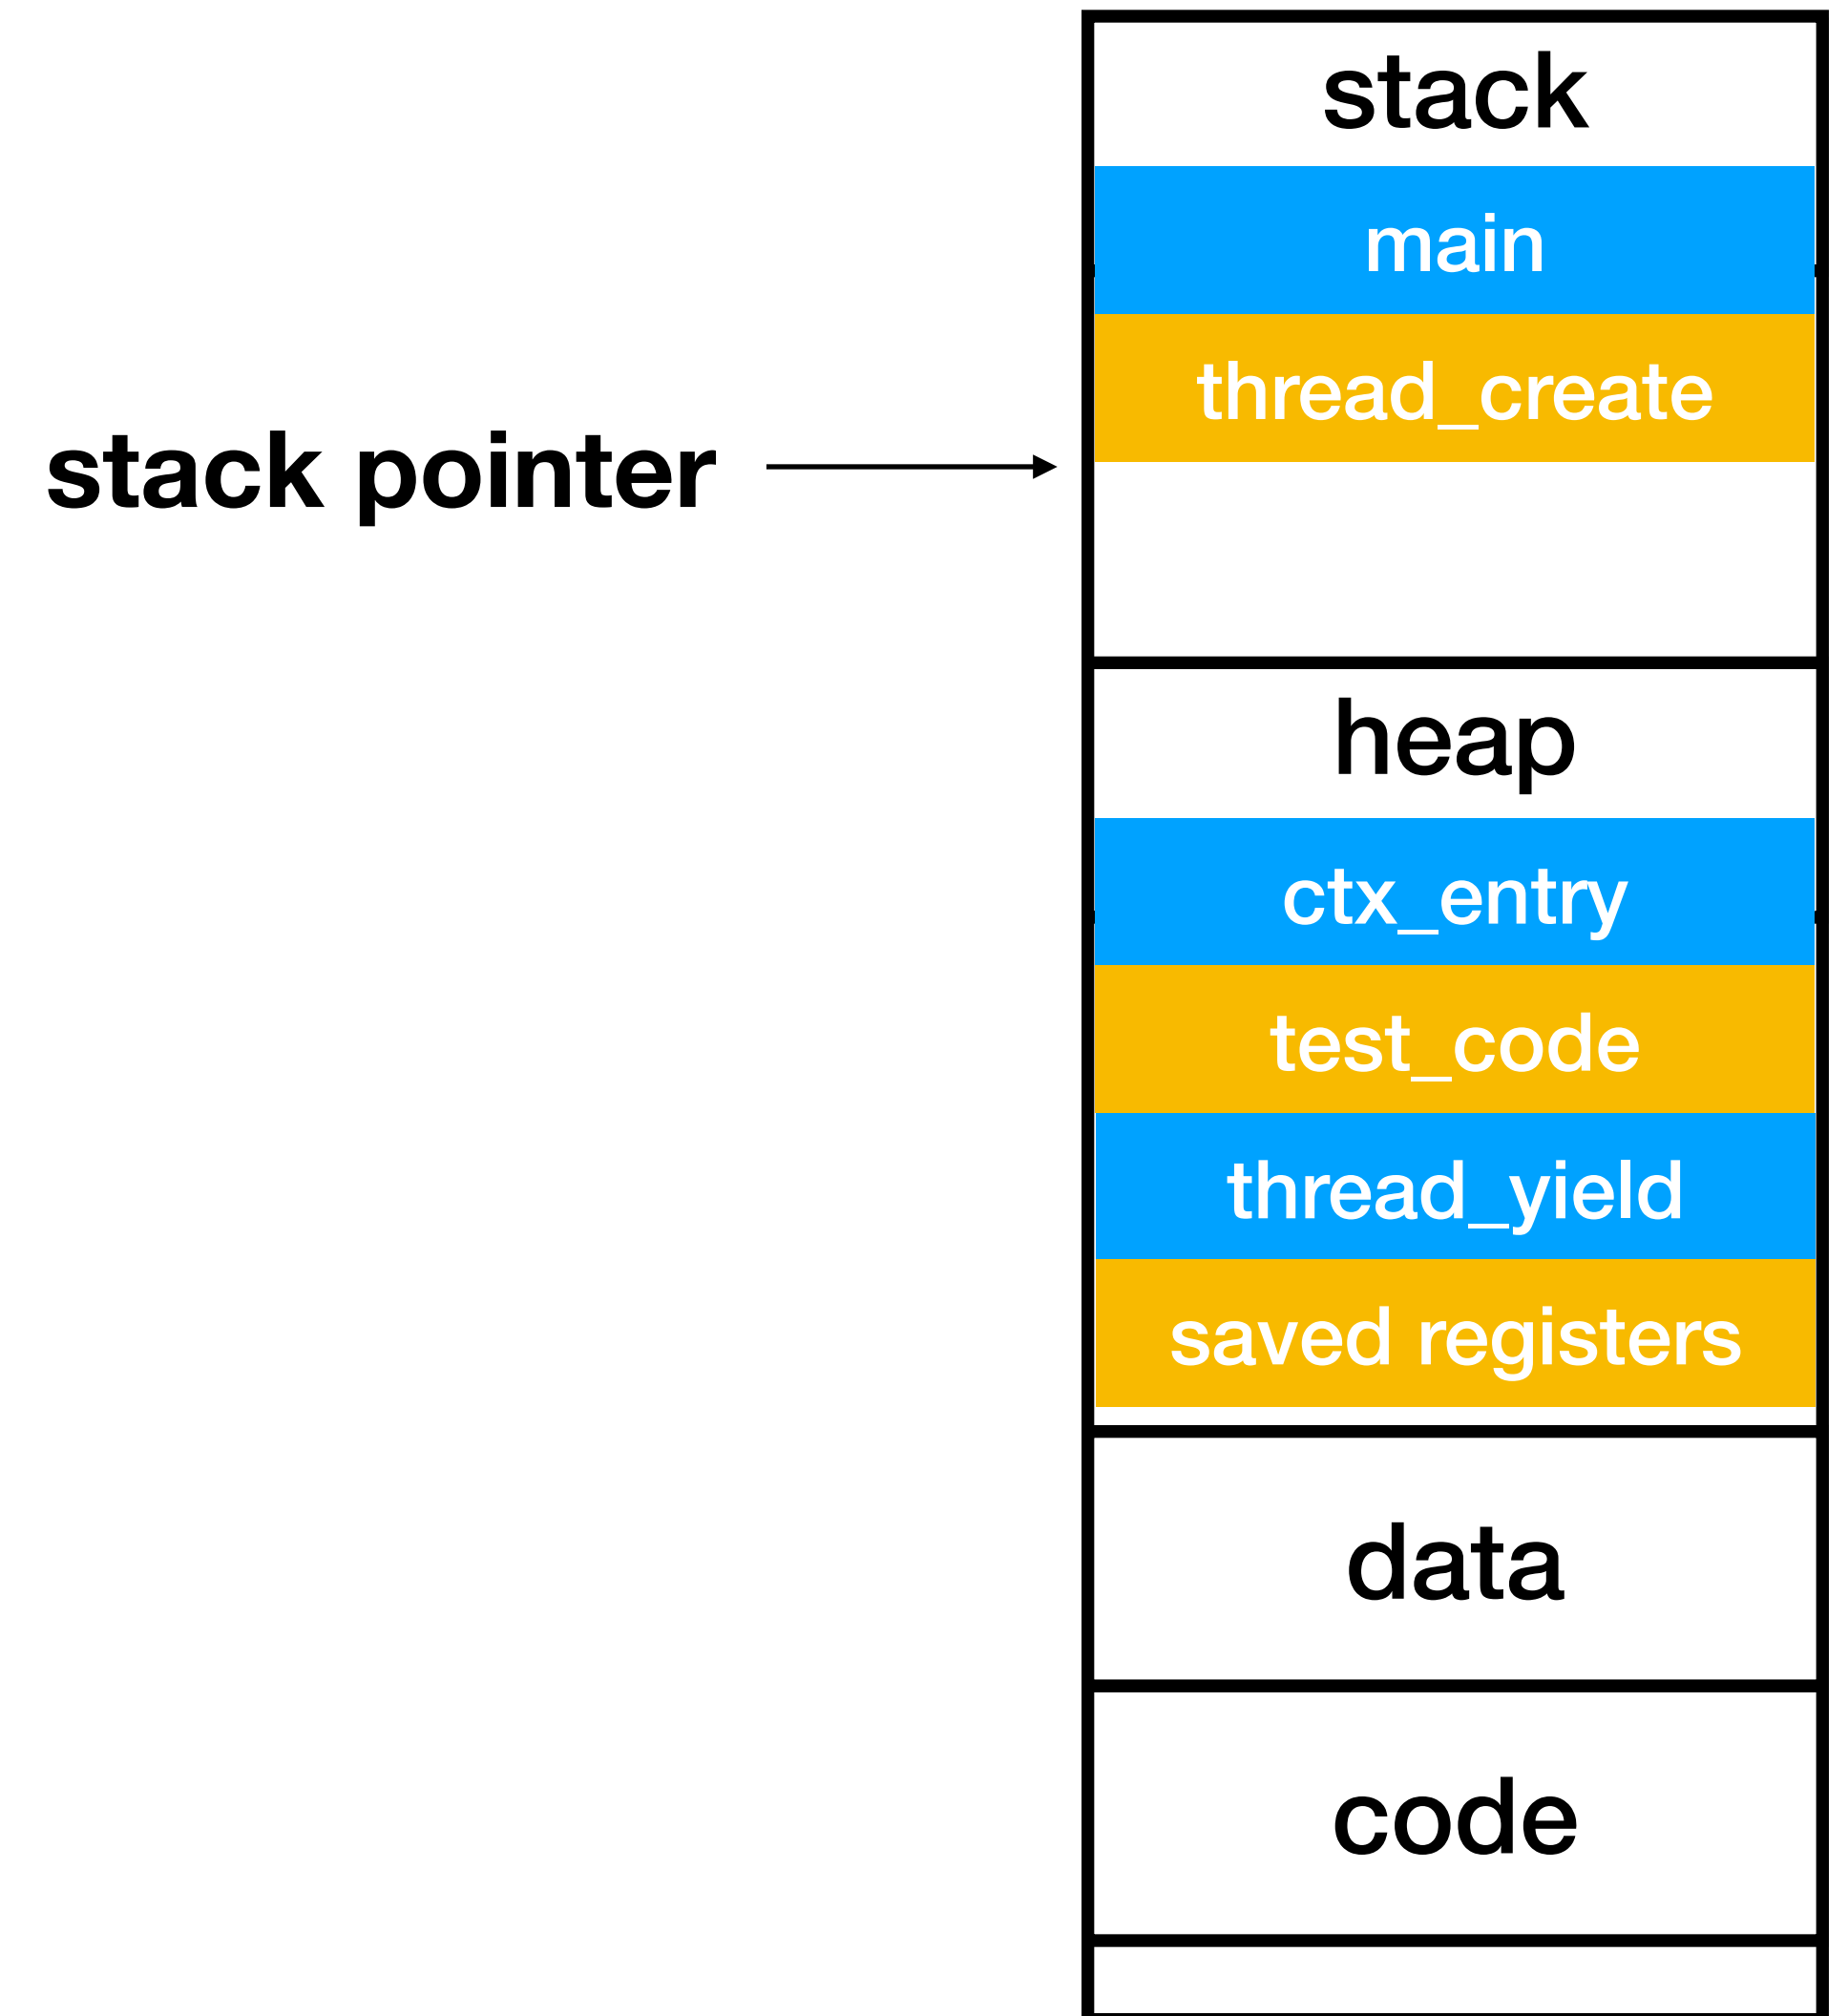 stack
main
thread_create
stack pointer
heap
ctx_entry
test_code
thread_yield
saved registers
data
code